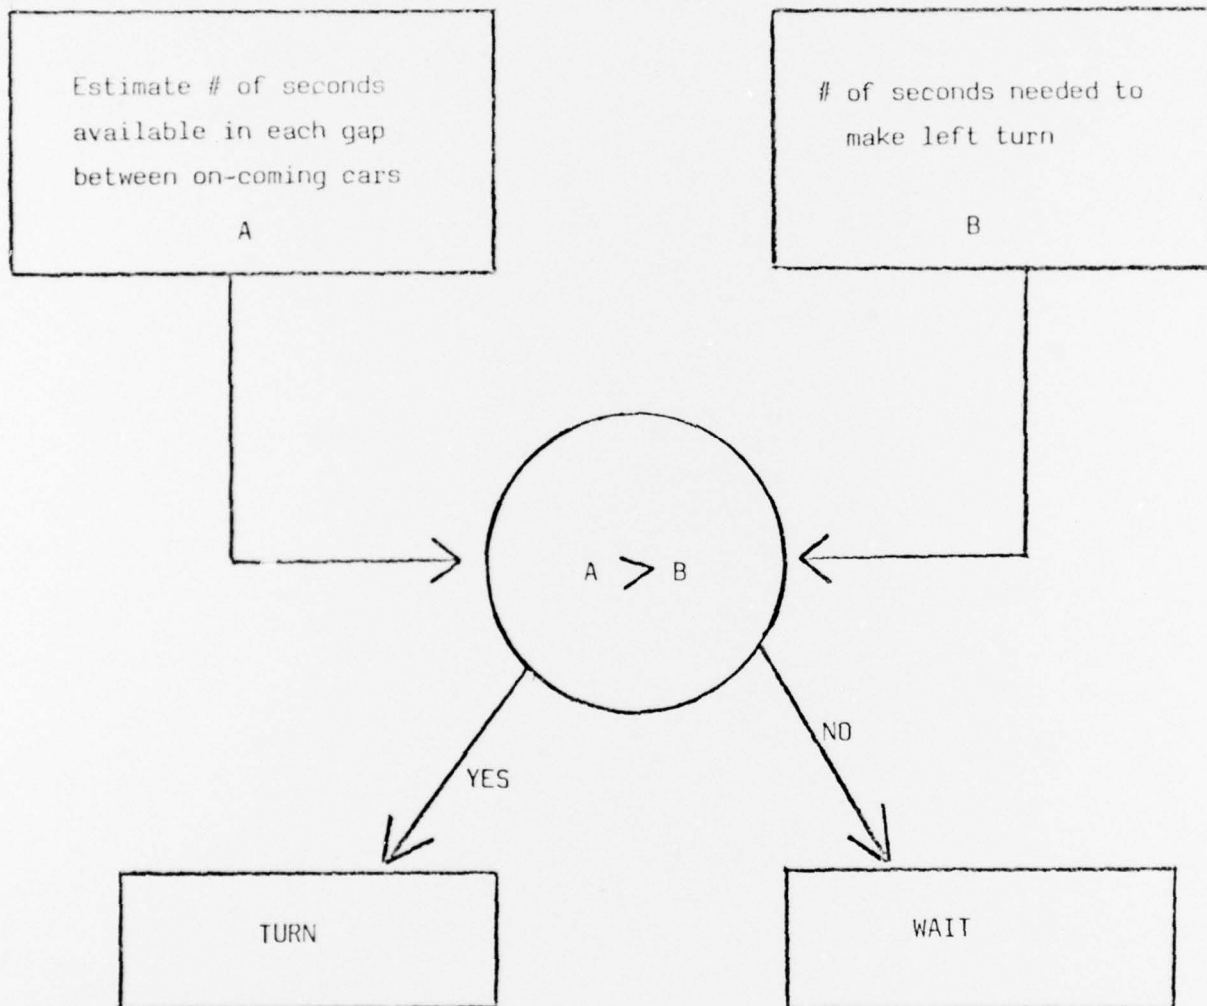 Estimate # of seconds
available in each gap
between on-coming cars
A
# of seconds needed to
make left turn
B
A > B
YES
NO
TURN
WAIT